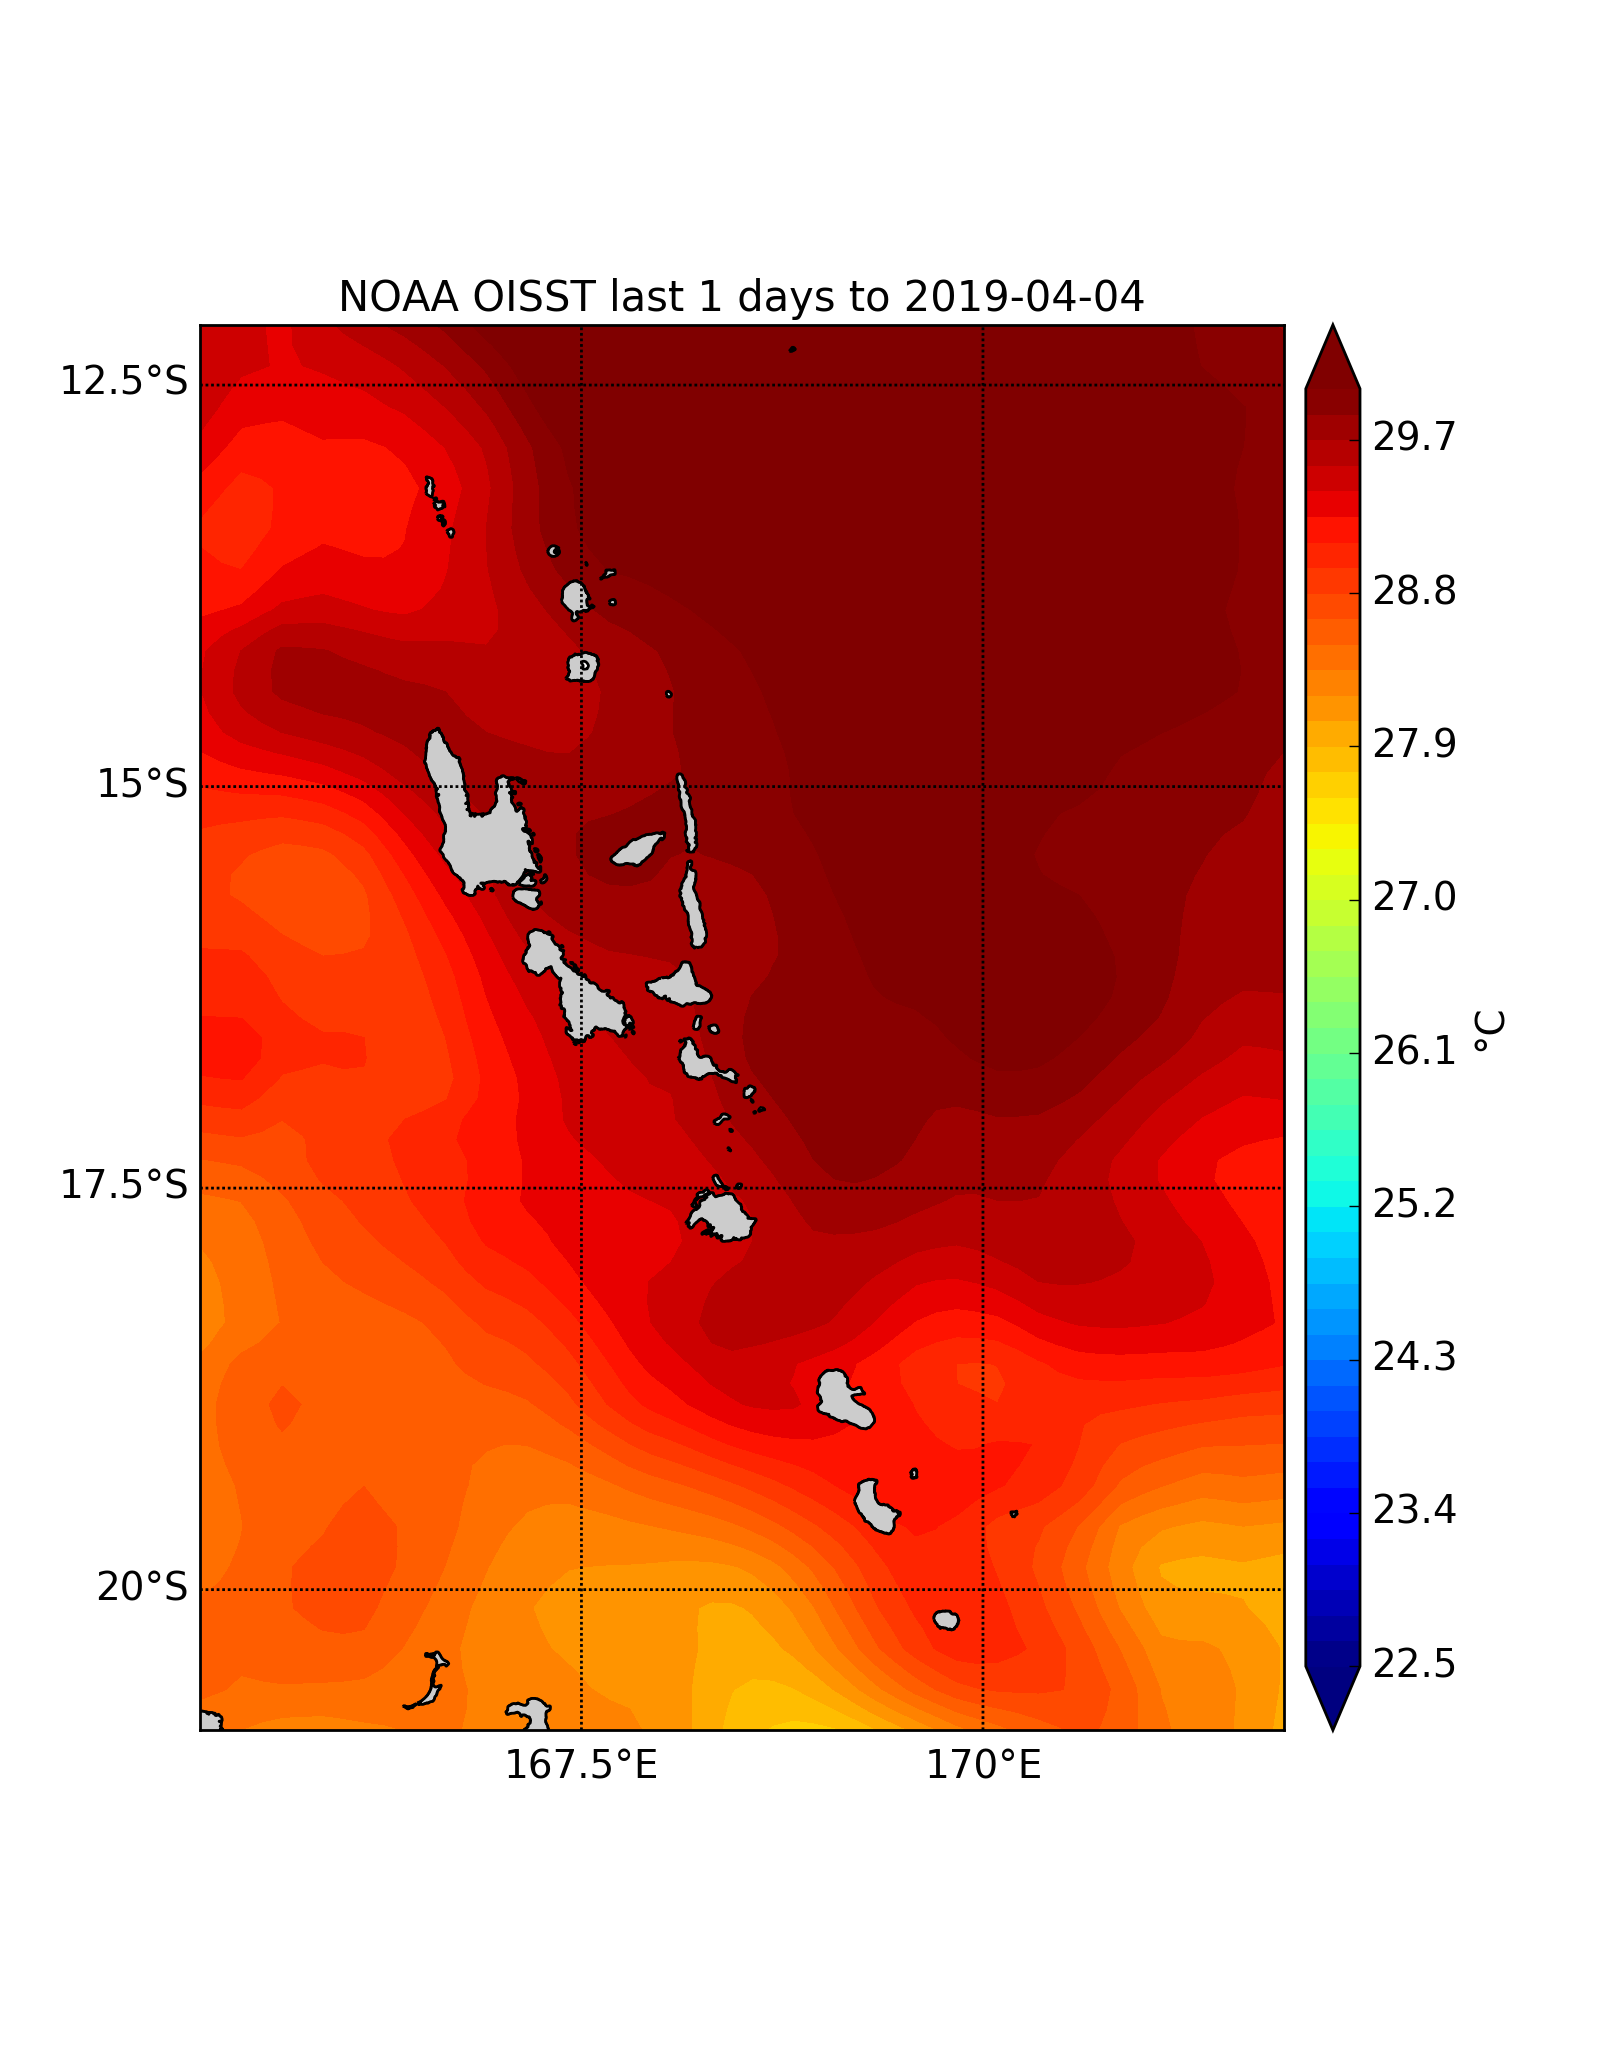 NOAA OISST last 1 days to 2019-04-04
12.5°S
15°S
17.5°S
20°S
167.5°E
170°E
29.7
28.8
27.9
27.0
26.1
25.2
24.3
23.4
22.5
°C